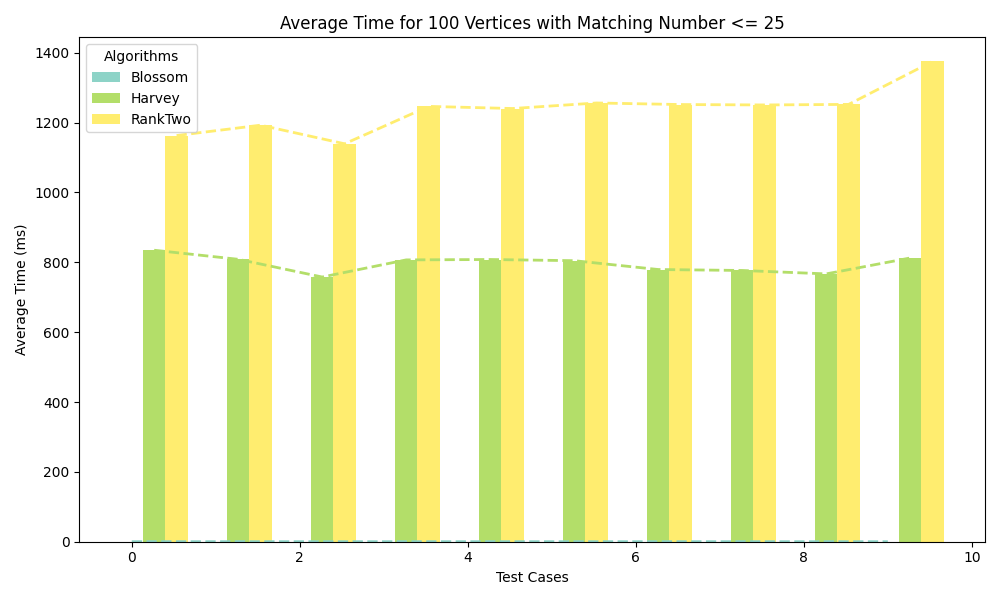 Average Time for 100 Vertices with Matching Number <= 25
Average Time (ms)
1400
1200
1000
800
600
400
200
0
Algorithms
Blossom
Harvey
RankTwo
0 2 4 6 8 10
Test Cases